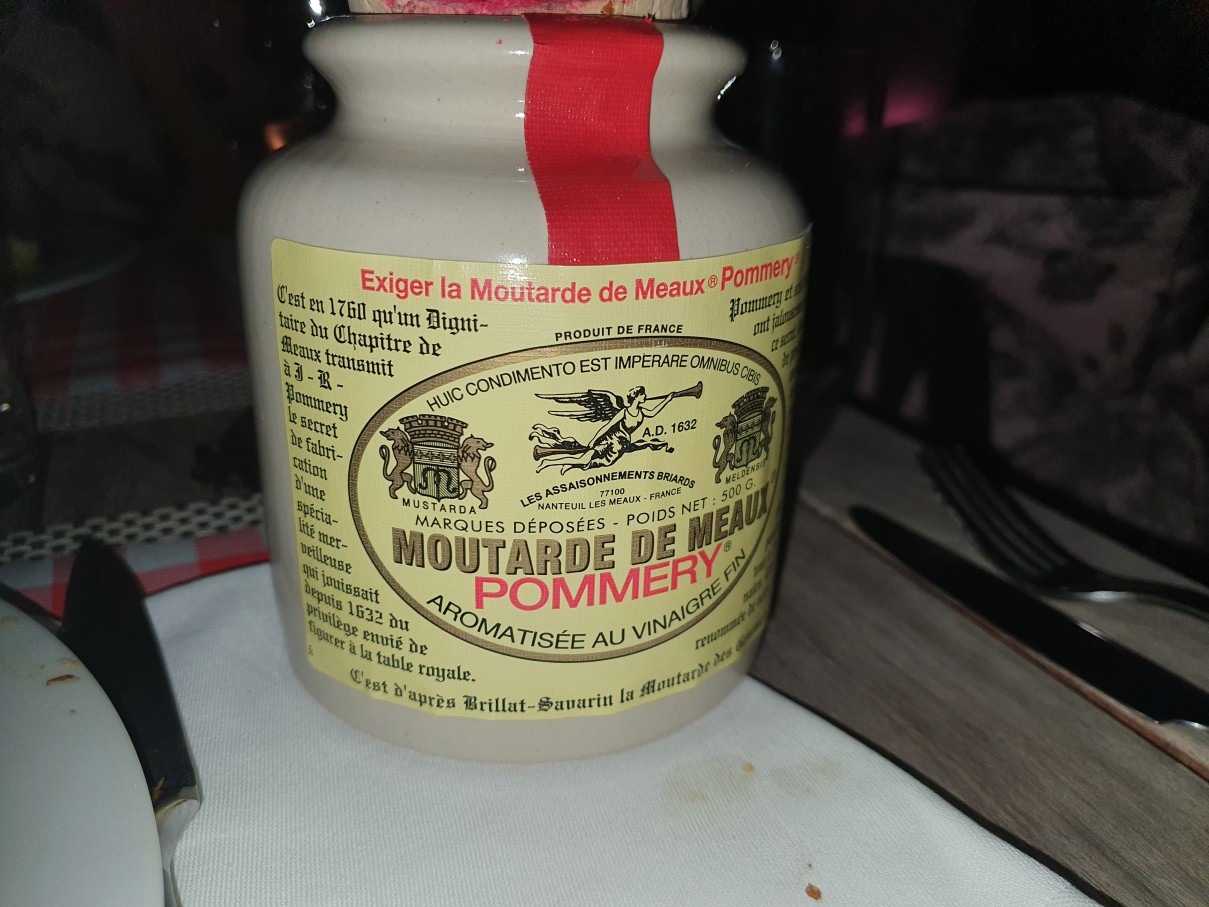 Exiger la Moutarde de Meaux® Pommery
C'est en 1760 qu'un Digni-
taire du Chapitre de
Meaux transmit
à J - R -
Pommery
le secret
de fabri-
cation
d'une
spécia-
lité mer-
veilleuse
qui jouissait
depuis 1632 du
privilège envié de
figurer à la table royale.
PRODUIT DE FRANCE
HUIC CONDIMENTO EST IMPERARE OMNIBUS CIBIS
A.D. 1632
MUSTARDA
MELDENSIS
LES ASSAISONNEMENTS BRIARDS
77100
NANTEUIL LES MEAUX - FRANCE
MARQUES DÉPOSÉES - POIDS NET : 500 G.
MOUTARDE DE MEAUX
POMMERY®
AROMATISÉE AU VINAIGRE FIN
Pommery et
ont
ce
renommée
C'est d'après Brillat-Savarin la Moutarde des